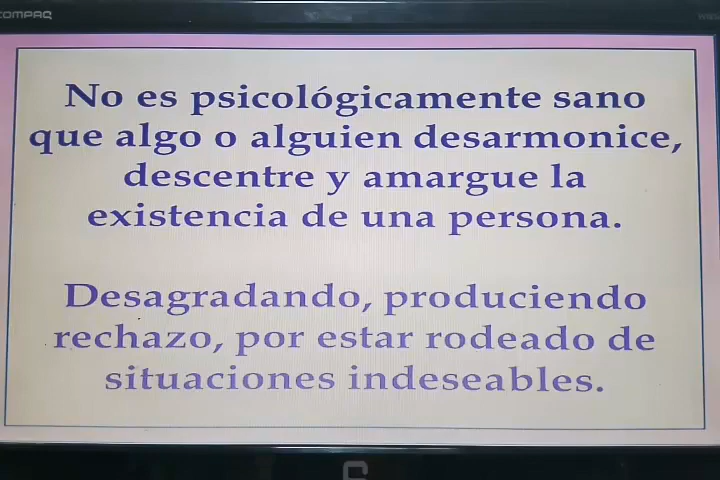 COMPAQ
No es psicológicamente sano
que algo o alguien desarmonice,
descentre y amargue la
existencia de una persona.
Desagradando, produciendo
rechazo, por estar rodeado de
situaciones indeseables.